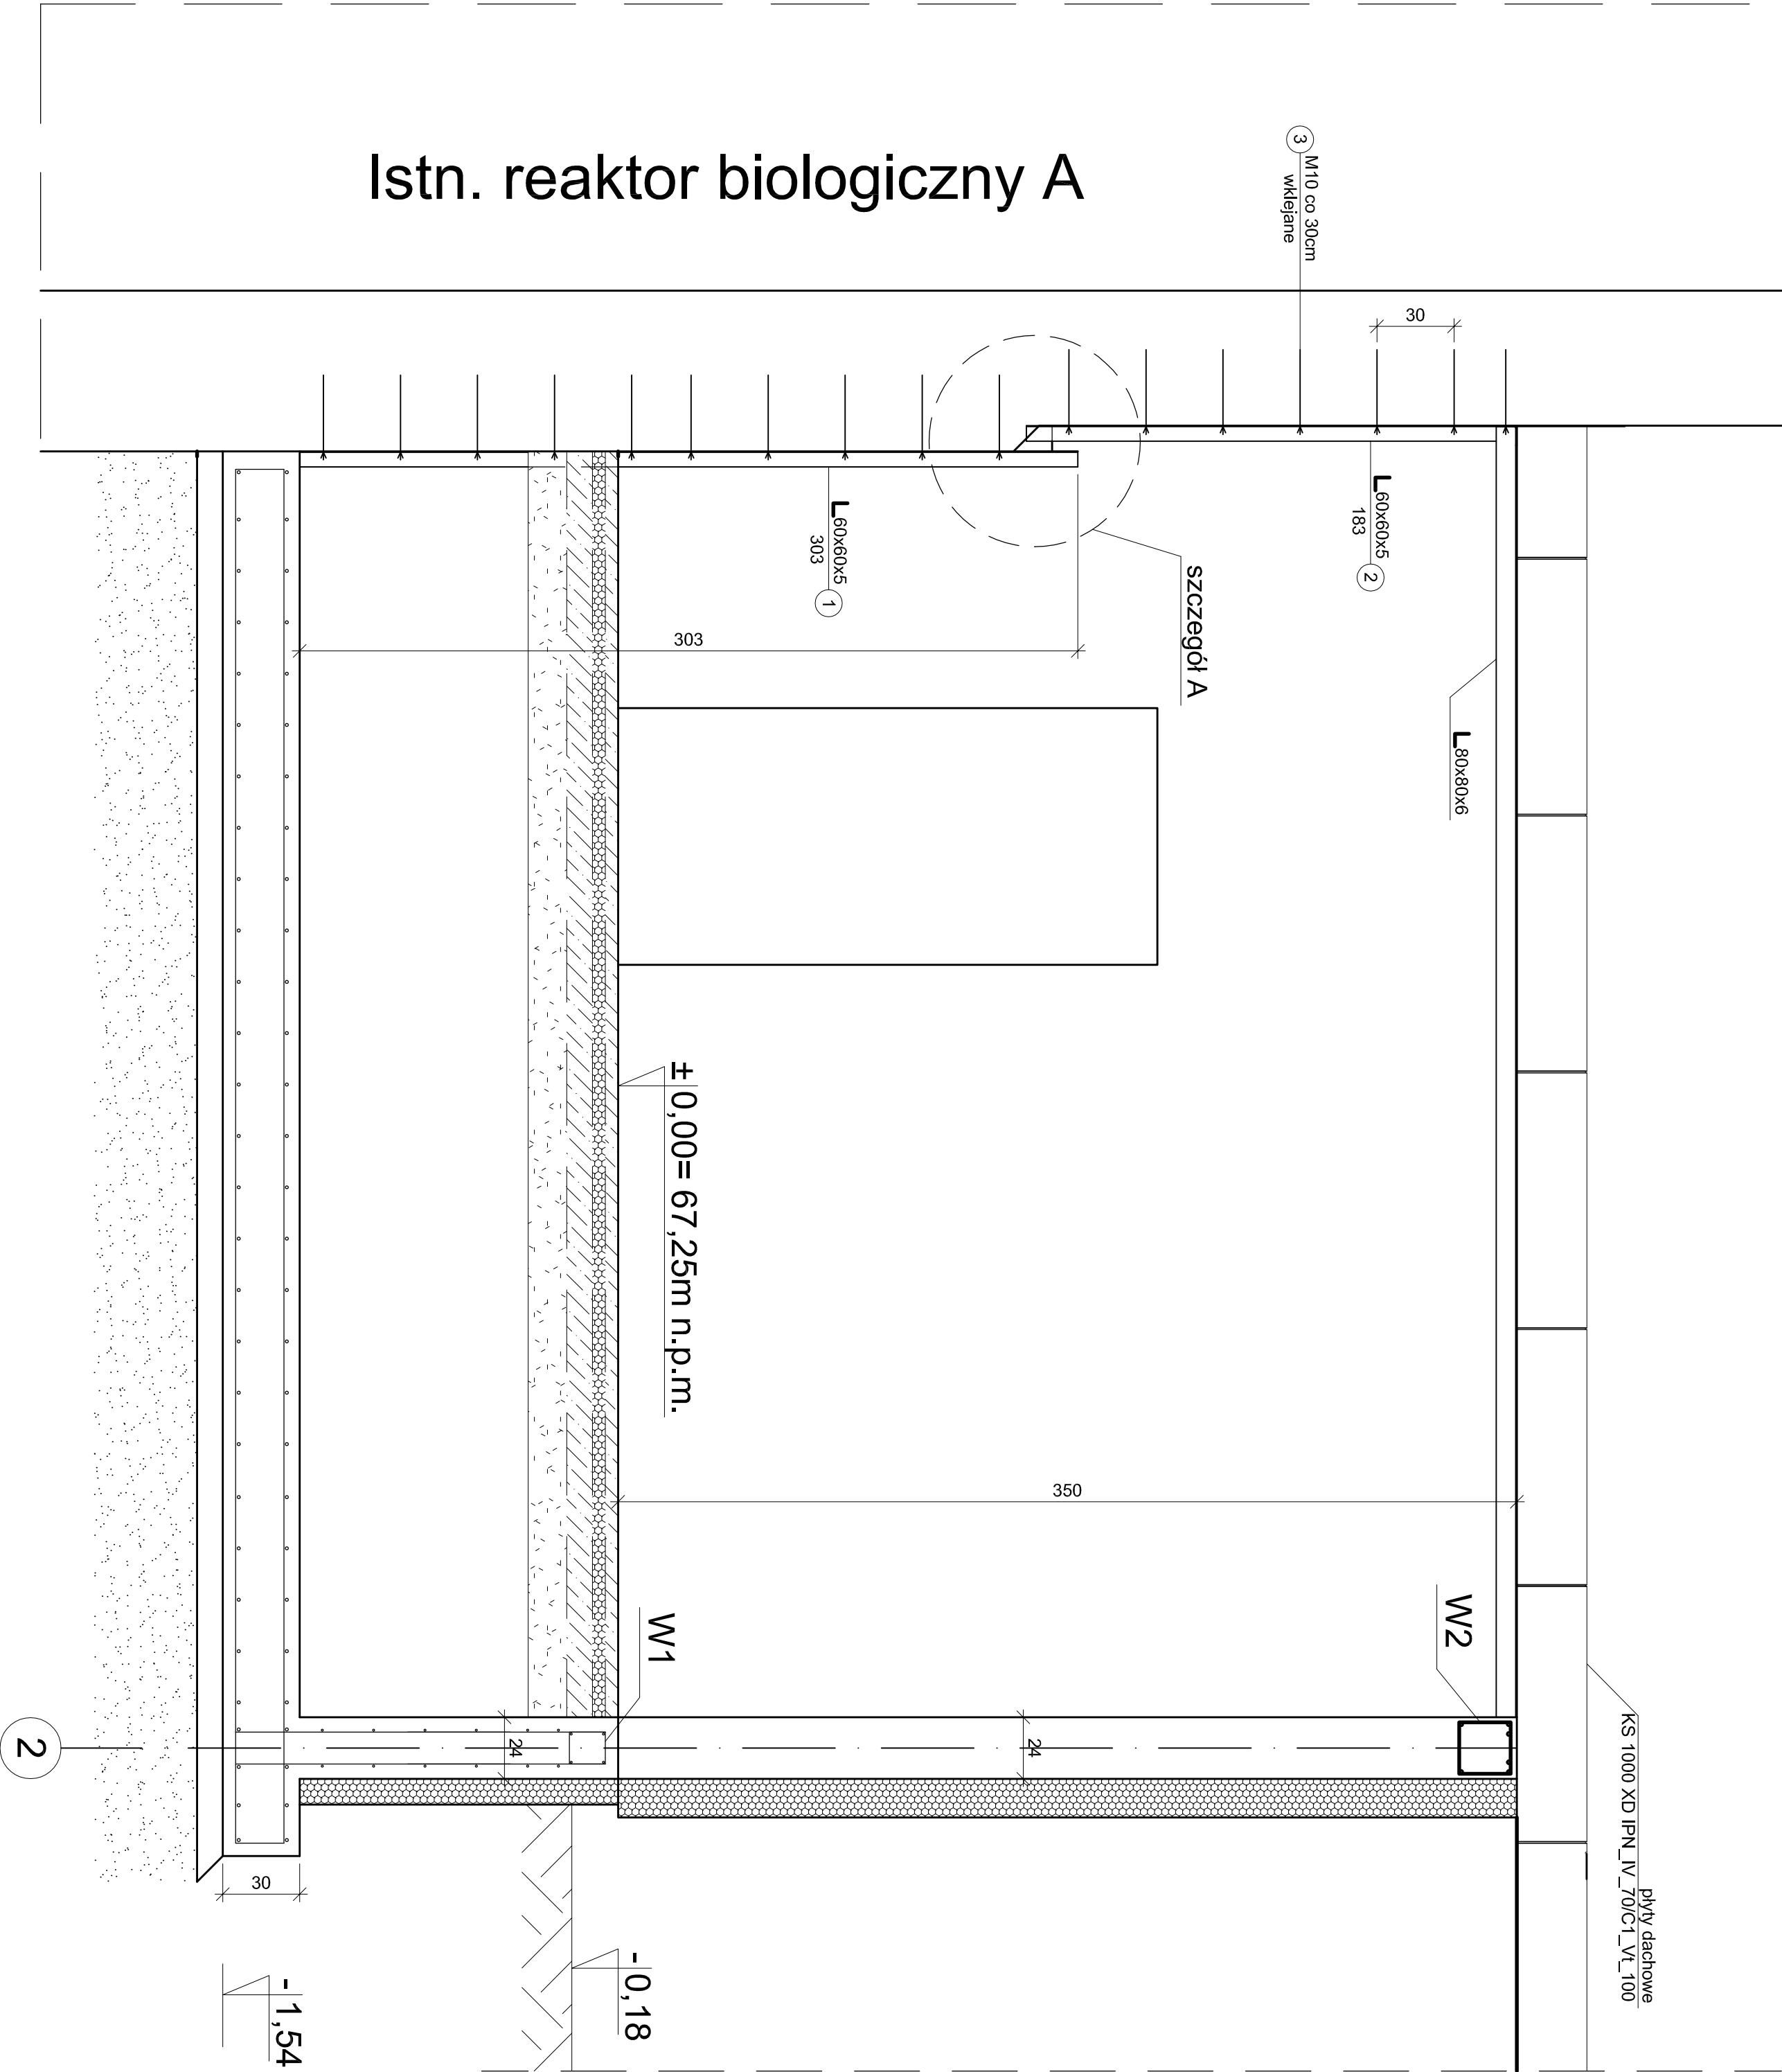 Istn. reaktor biologiczny A
3
M10 co 30cm
wklejane
30
L60x60x5
183
2
L60x60x5
303
1
303
szczegół A
L80x80x6
± 0,00= 67,25m n.p.m.
350
W1
W2
24
24
płyty dachowe
KS 1000 XD IPN_IV_70/C1_Vt_100
2
30
- 0,18
- 1,54